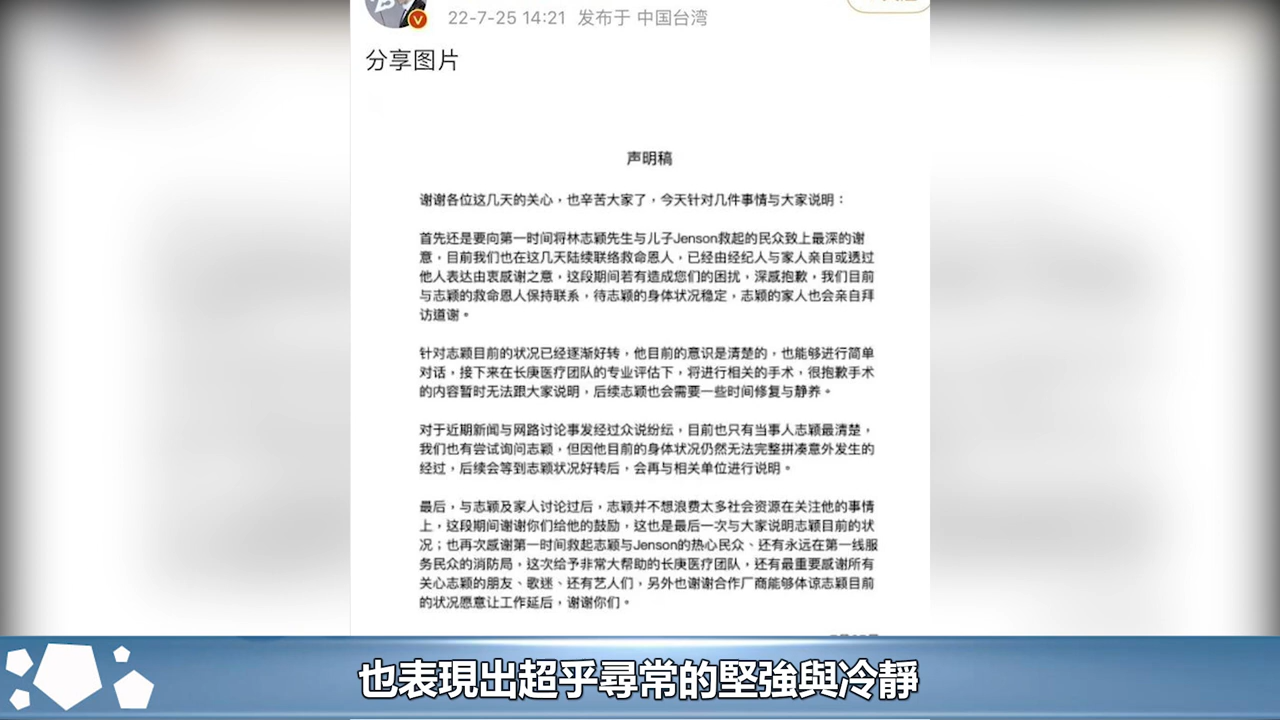 22-7-25 14:21 发布于 中国台湾
分享图片
声明稿
谢谢各位这几天的关心，也辛苦大家了，今天针对几件事情与大家说明：
首先还是要向第一时间将林志颖先生与儿子Jenson救起的民众致上最深的谢
意，目前我们也在这几天陆续联络救命恩人，已经由经纪人与家人亲自或透过
他人表达由衷感谢之意，这段期间若有造成您们的困扰，深感抱歉，我们目前
与志颖的救命恩人保持联系，待志颖的身体状况稳定，志颖的家人也会亲自拜
访道谢。
针对志颖目前的状况已经逐渐好转，他目前的意识是清楚的，也能够进行简单
对话，接下来在长庚医疗团队的专业评估下，将进行相关的手术，很抱歉手术
的内容暂时无法跟大家说明，后续志颖也会需要一些时间修复与静养。
对于近期新闻与网路讨论事发经过众说纷纭，目前也只有当事人志颖最清楚，
我们也有尝试询问志颖，但因他目前的身体状况仍然无法完整拼凑意外发生的
经过，后续会等到志颖状况好转后，会再与相关单位进行说明。
最后，与志颖及家人讨论过后，志颖并不想浪费太多社会资源在关注他的事情
上，这段期间谢谢你们给他的鼓励，这也是最后一次与大家说明志颖目前的状
况；也再次感谢第一时间救起志颖与Jenson的热心民众、还有永远在第一线服
务民众的消防局，这次给予非常大帮助的长庚医疗团队，还有最重要感谢所有
关心志颖的朋友、歌迷、还有艺人们，另外也谢谢合作厂商能够体谅志颖目前
的状况愿意让工作延后，谢谢你们。
也表現出超乎尋常的堅強與冷靜